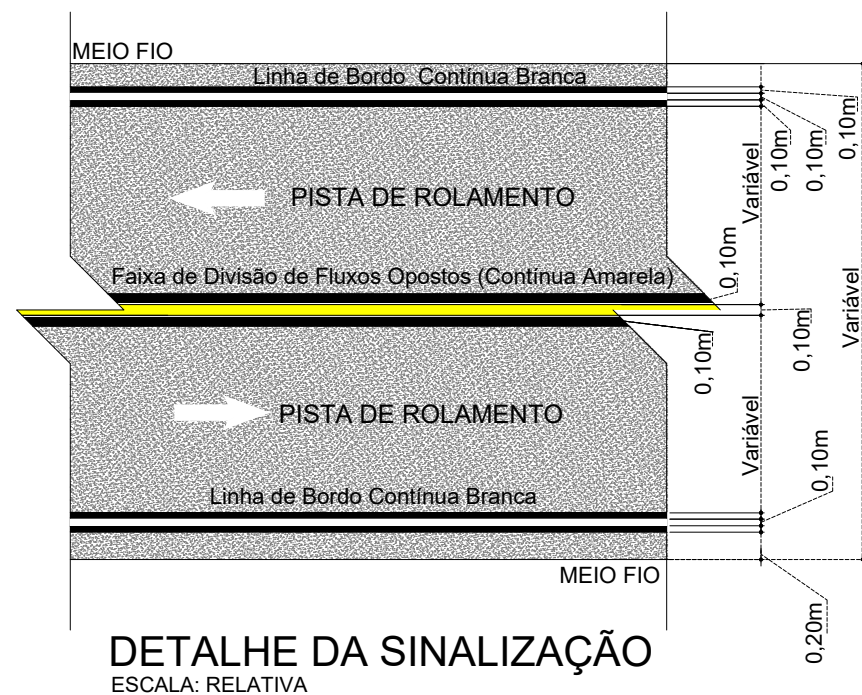 MEIO FIO
Linha de Bordo Contínua Branca
0,10m
0,10m
0,10m
Variável
PISTA DE ROLAMENTO
Faixa de Divisão de Fluxos Opostos (Continua Amarela)
0,10m
0,10m
0,10m
Variável
PISTA DE ROLAMENTO
Variável
Linha de Bordo Contínua Branca
0,10m
MEIO FIO
0,20m
DETALHE DA SINALIZAÇÃO
ESCALA: RELATIVA